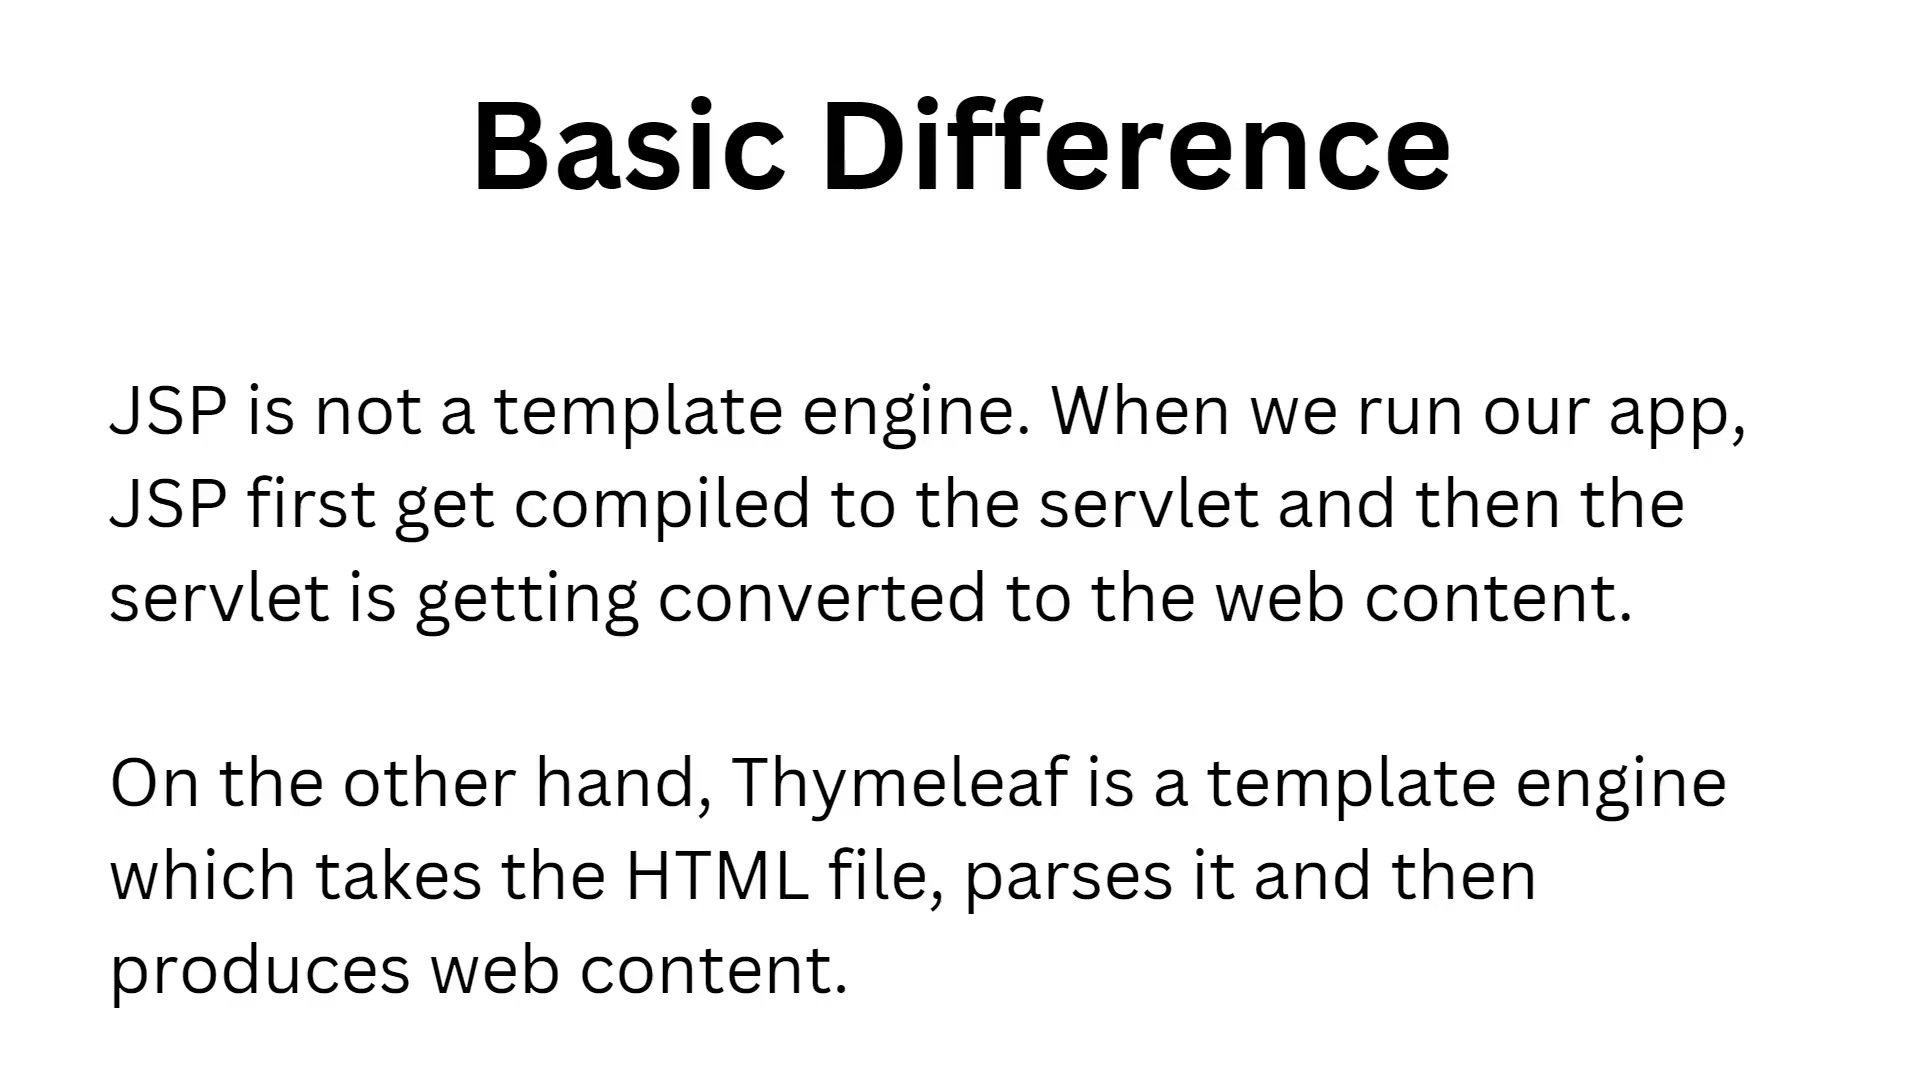 Basic Difference
JSP is not a template engine. When we run our app,
JSP first get compiled to the servlet and then the
servlet is getting converted to the web content.
On the other hand, Thymeleaf is a template engine
which takes the HTML file, parses it and then
produces web content.